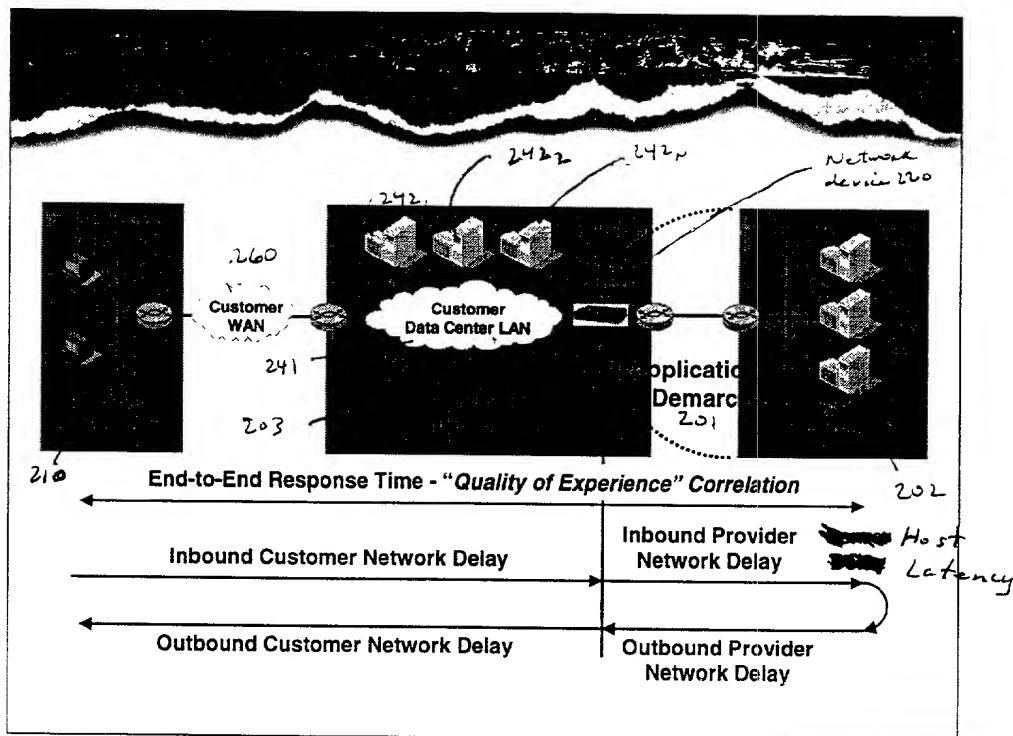 242₂
242ₙ
Network
device 220
242,
260
Customer
WAN
Customer
Data Center LAN
241
pplicatio
Demarc
201
203
210
202
End-to-End Response Time - "Quality of Experience" Correlation
Inbound Customer Network Delay
Inbound Provider
Network Delay
Host
Latency
Outbound Customer Network Delay
Outbound Provider
Network Delay